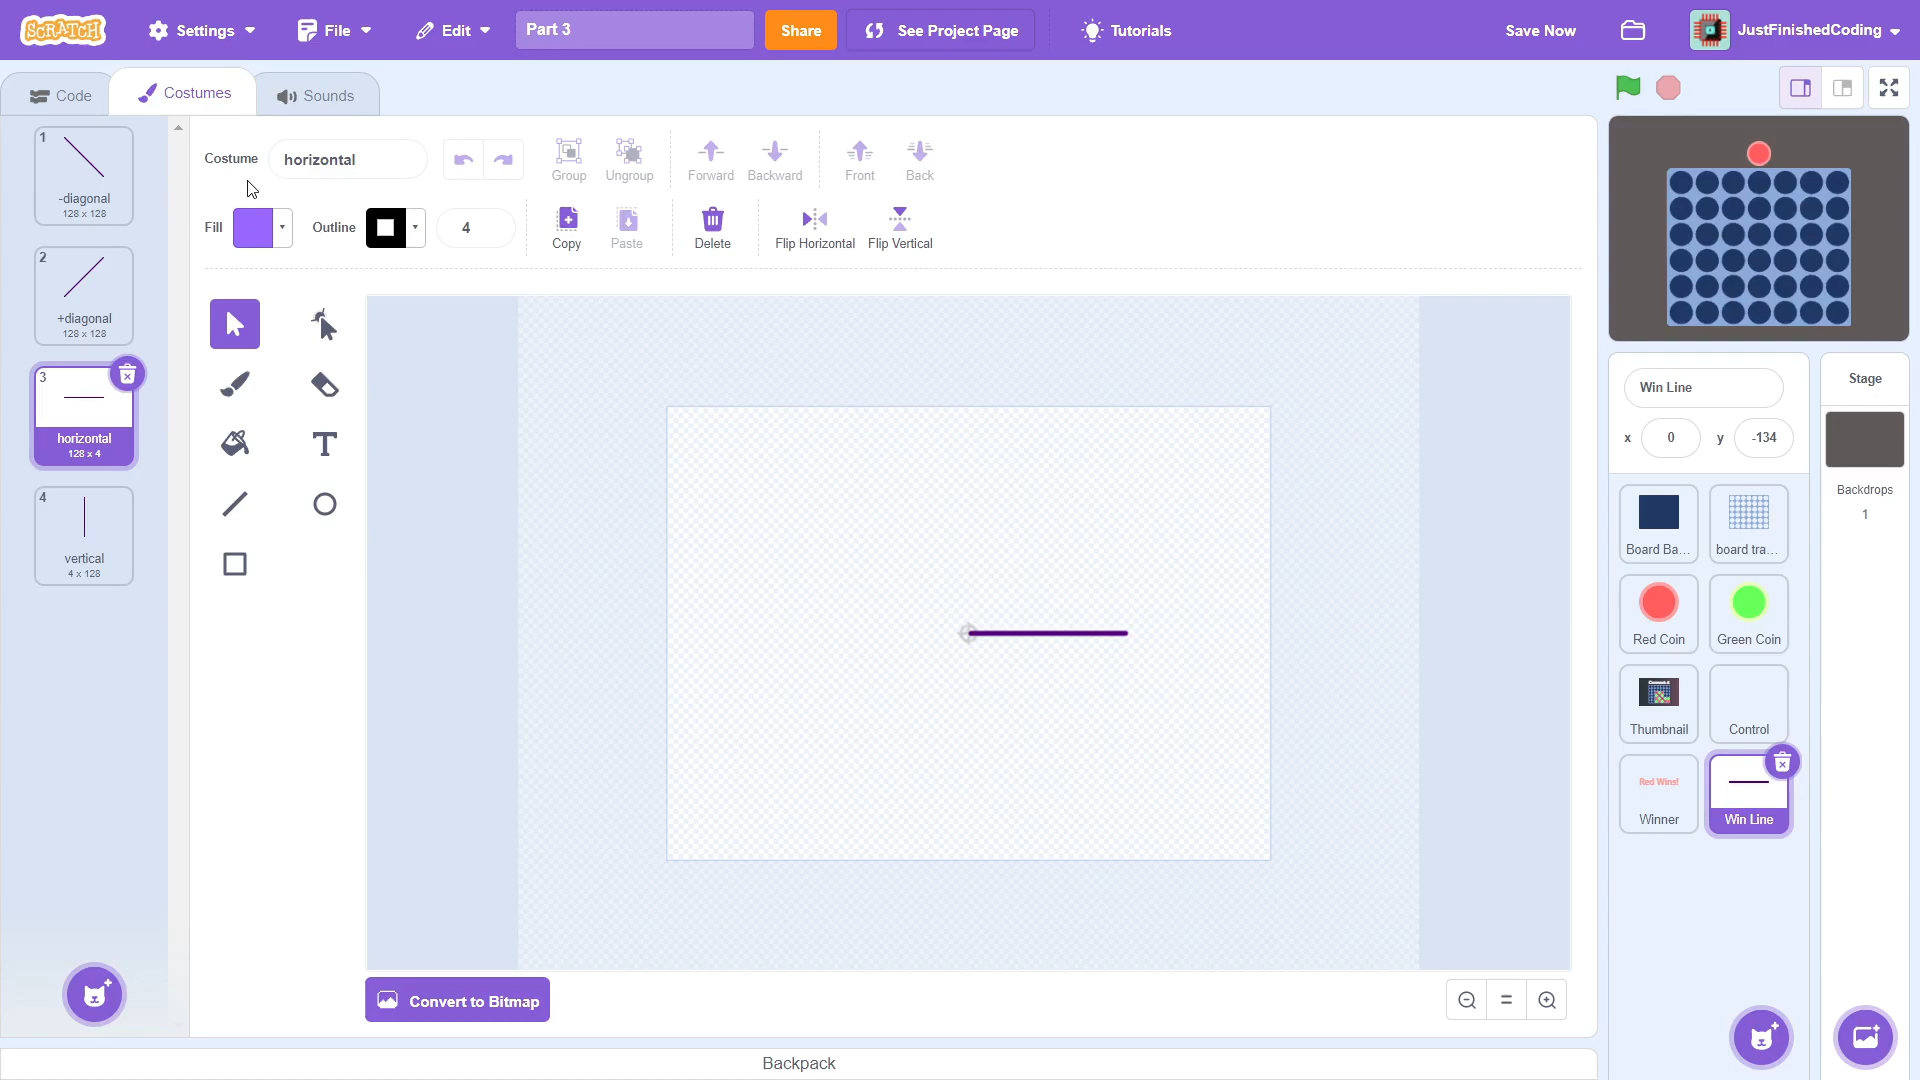 SCRATCH
Settings
File
Edit
Part 3
Share
See Project Page
Tutorials
Save Now
JustFinishedCoding
Code
Costumes
Sounds
1
-diagonal
128 x 128
2
+diagonal
128 x 128
3
horizontal
128 x 4
4
vertical
4 x 128
Costume
horizontal
Group
Ungroup
Forward
Backward
Front
Back
Fill
Outline
4
Copy
Paste
Delete
Flip Horizontal
Flip Vertical
T
Convert to Bitmap
Backpack
Win Line
x
0
y
-134
Stage
Backdrops
1
Board Ba...
board tra...
Red Coin
Green Coin
Connect 4
Thumbnail
Control
Red Wins!
Winner
Win Line